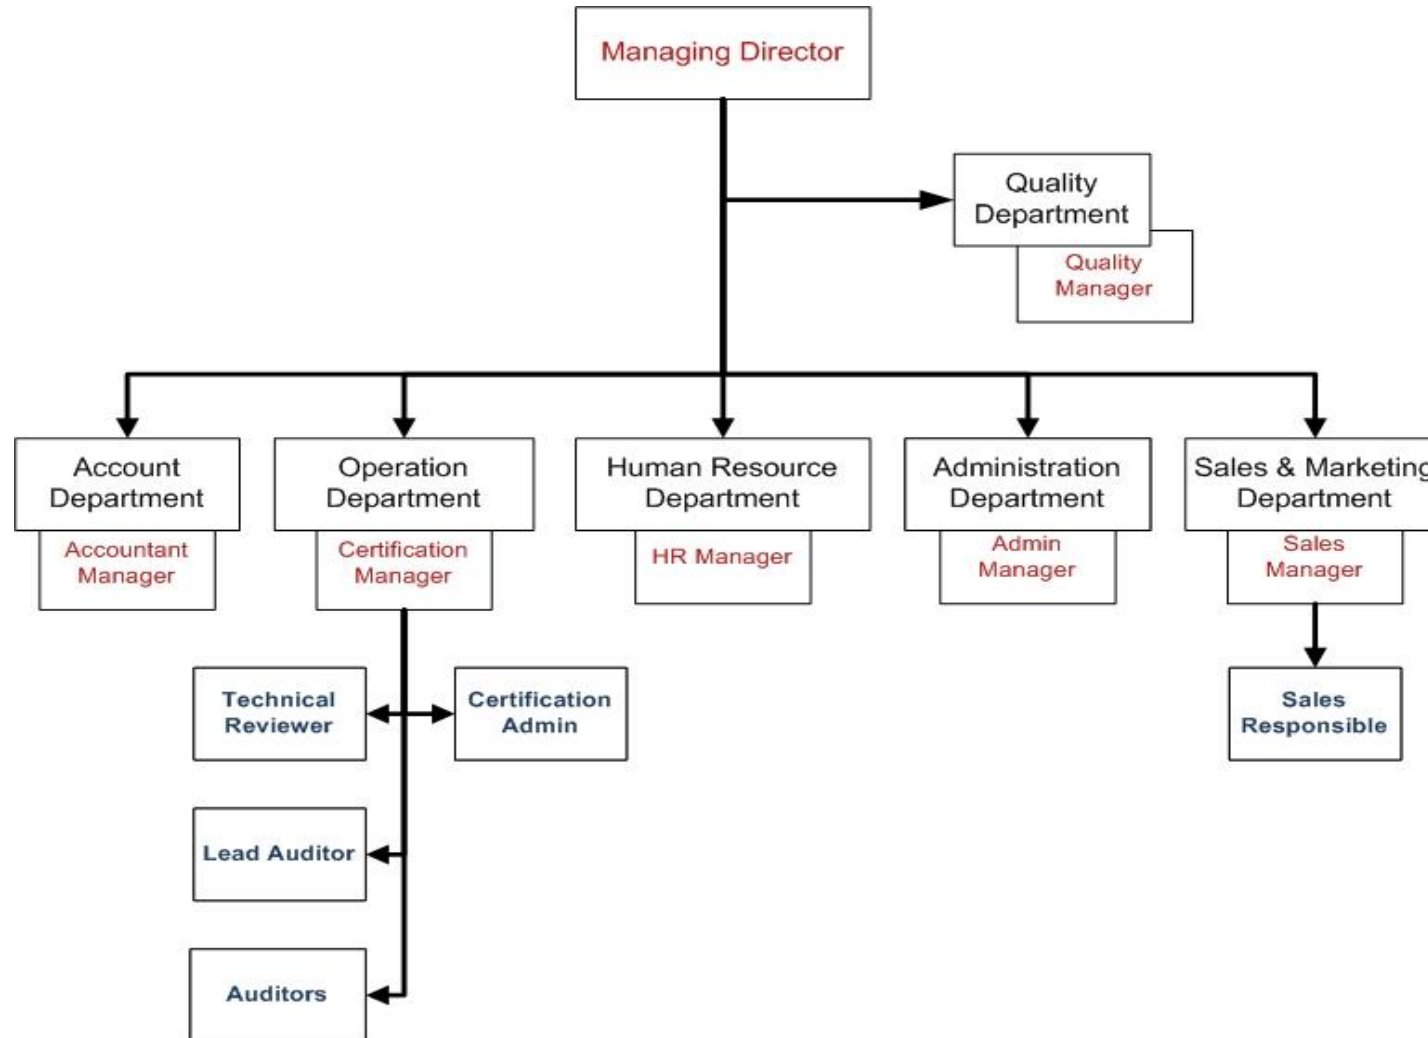 Managing Director
Quality
Department
Quality
Manager
Account
Department
Accountant
Manager
Operation
Department
Certification
Manager
Human Resource
Department
HR Manager
Administration
Department
Admin
Manager
Sales & Marketing
Department
Sales
Manager
Technical
Reviewer
Certification
Admin
Sales
Responsible
Lead Auditor
Auditors